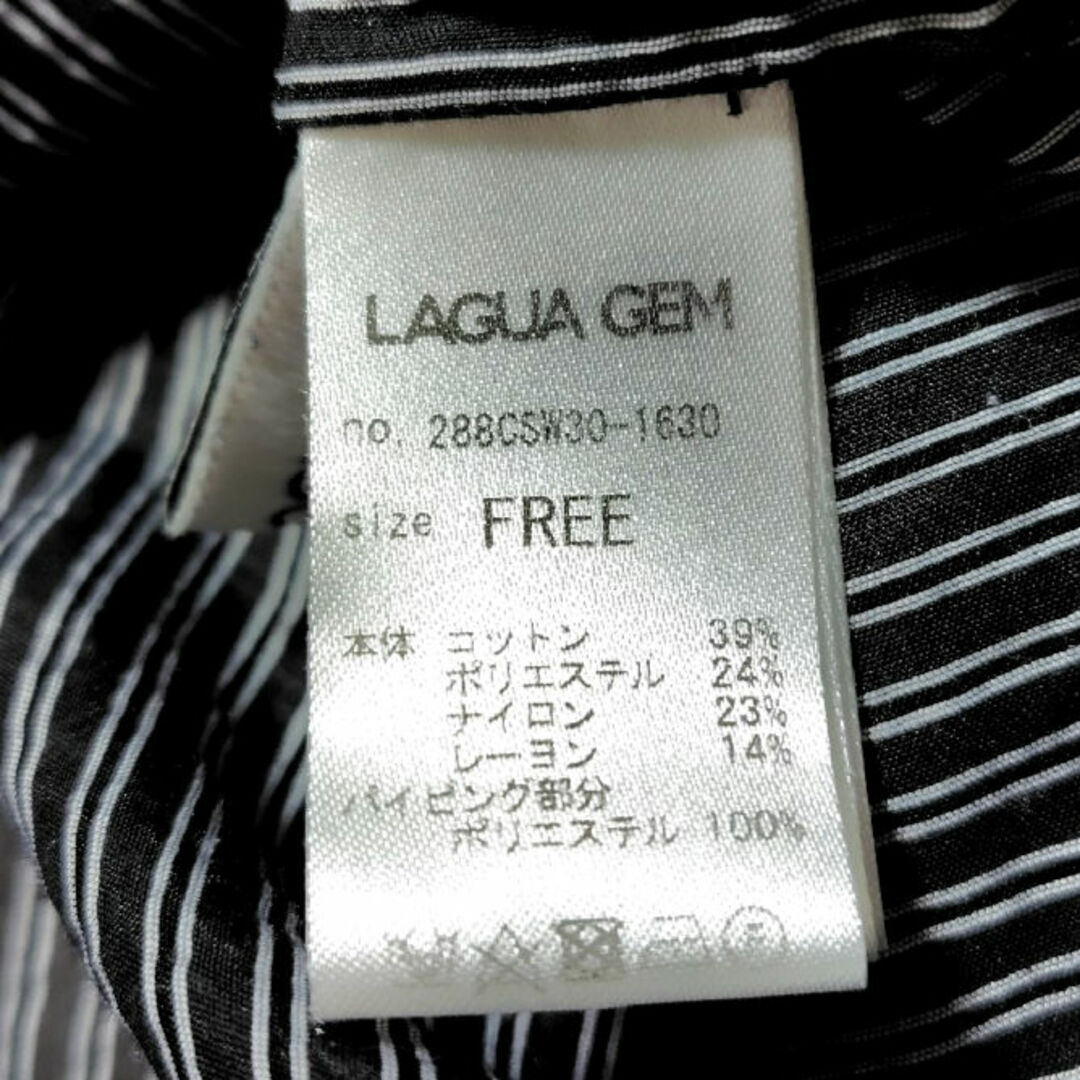 LAGUA GEM
no. 288CSW30-1630
size FREE
本体 コットン 39%
ポリエステル 24%
ナイロン 23%
レーヨン 14%
パイピング部分
ポリエステル 100%